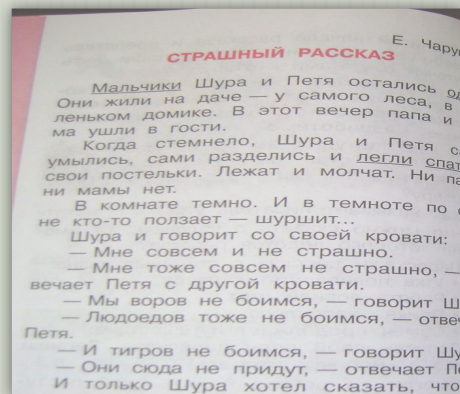 Е. Чару
СТРАШНЫЙ РАССКАЗ
Мальчики Шура и Петя остались о
Они жили на даче — у самого леса, в
леньком домике. В этот вечер папа и
ма ушли в гости.
Когда стемнело, Шура и Петя с
умылись, сами разделись и легли спат
свои постельки. Лежат и молчат. Ни па
ни мамы нет.
В комнате темно. И в темноте по с
не кто-то ползает — шуршит...
Шура и говорит со своей кровати:
— Мне совсем и не страшно.
— Мне тоже совсем не страшно, —
вечает Петя с другой кровати.
— Мы воров не боимся, — говорит Ш
— Людоедов тоже не боимся, — отве
Петя.
— И тигров не боимся, — говорит Шу
— Они сюда не придут, — отвечает Пе
И только Шура хотел сказать, что